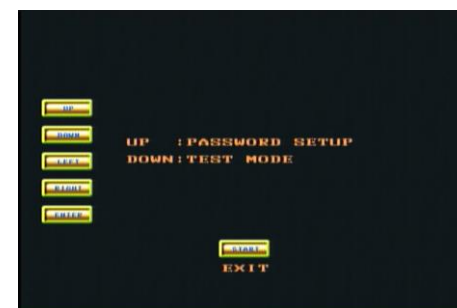 UP
DOWN
LEFT
RIGHT
ENTER
UP :PASSWORD SETUP
DOWN:TEST MODE
START
EXIT